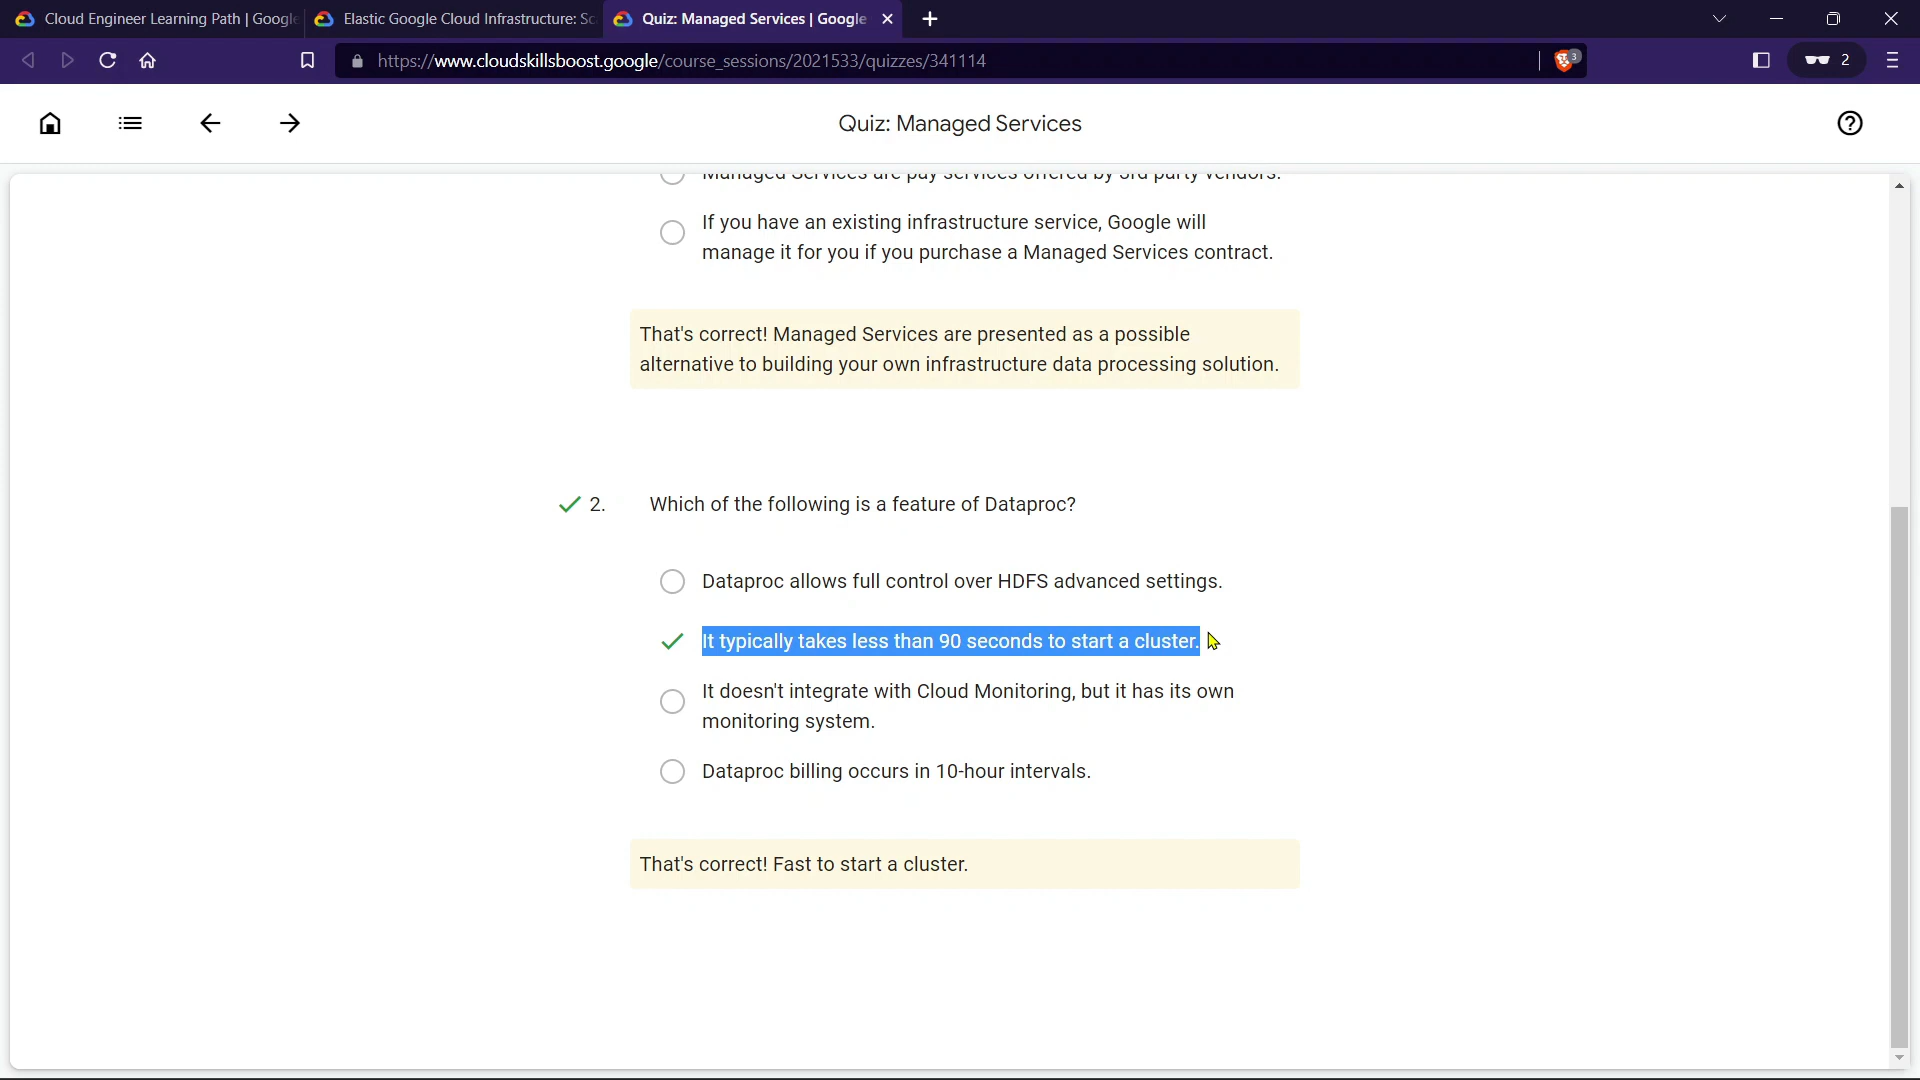 Cloud Engineer Learning Path | Google
Elastic Google Cloud Infrastructure: Sc
Quiz: Managed Services | Google
https://www.cloudskillsboost.google/course_sessions/2021533/quizzes/341114
3
2
Quiz: Managed Services
Managed Services are pay services offered by 3rd party vendors.
If you have an existing infrastructure service, Google will
manage it for you if you purchase a Managed Services contract.
That's correct! Managed Services are presented as a possible
alternative to building your own infrastructure data processing solution.
2. Which of the following is a feature of Dataproc?
Dataproc allows full control over HDFS advanced settings.
It typically takes less than 90 seconds to start a cluster.
It doesn't integrate with Cloud Monitoring, but it has its own
monitoring system.
Dataproc billing occurs in 10-hour intervals.
That's correct! Fast to start a cluster.